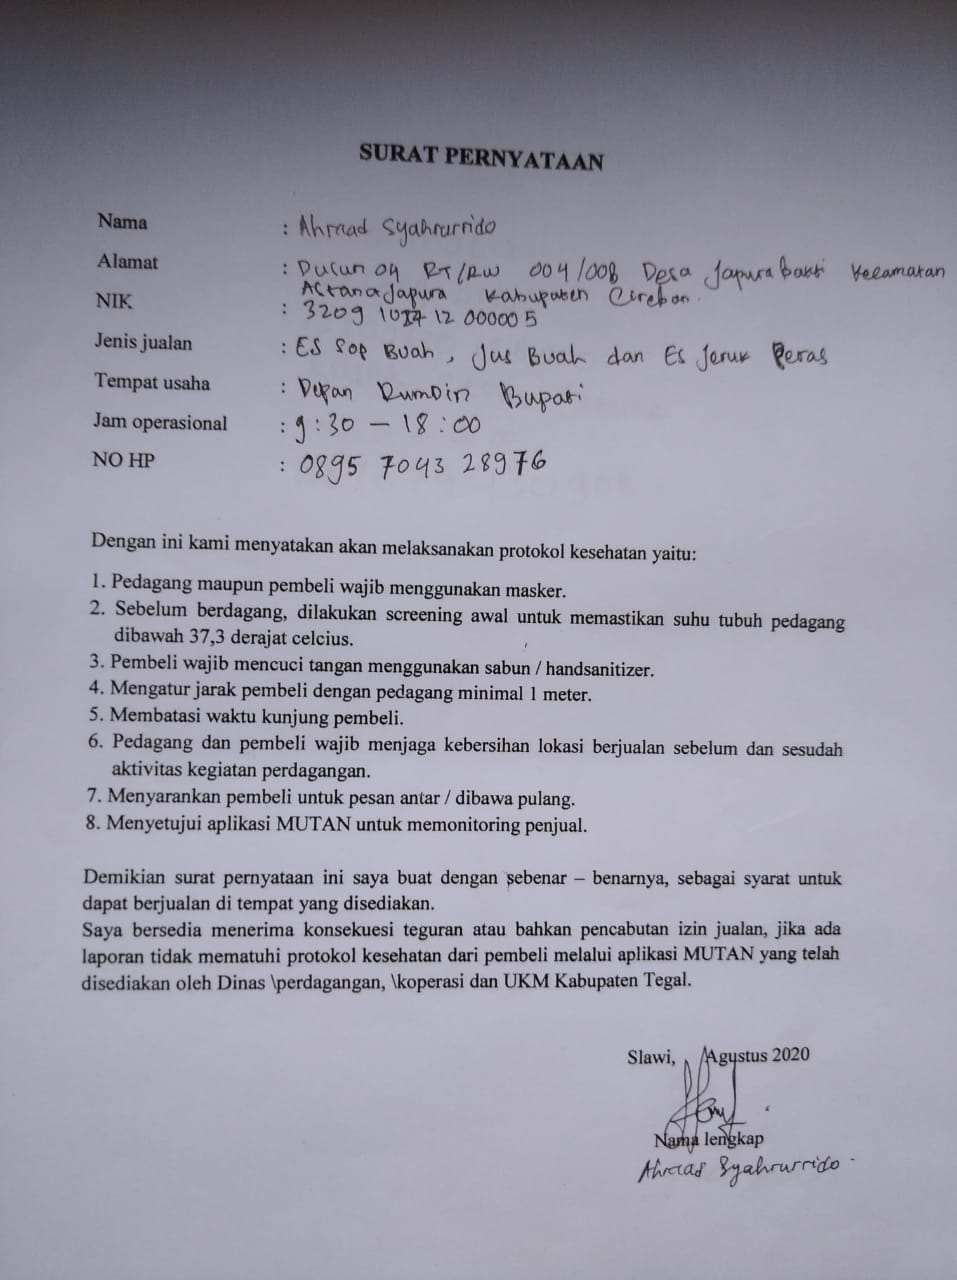 SURAT PERNYATAAN
Nama : Ahmad Syahrurrido
Alamat : Dusun 04 RT/RW 004/008 Desa Japura bakti Kecamatan
Astanajapura Kabupaten Cirebon.
NIK : 3209 12 000005
Jenis jualan : ES Sop Buah, Jus Buah dan Es Jeruk Peras
Tempat usaha : Depan Rumdin Bupati
Jam operasional : 9:30 - 18:00
NO HP : 0895 7043 28976
Dengan ini kami menyatakan akan melaksanakan protokol kesehatan yaitu:
1. Pedagang maupun pembeli wajib menggunakan masker.
2. Sebelum berdagang, dilakukan screening awal untuk memastikan suhu tubuh pedagang
dibawah 37,3 derajat celcius.
3. Pembeli wajib mencuci tangan menggunakan sabun / handsanitizer.
4. Mengatur jarak pembeli dengan pedagang minimal 1 meter.
5. Membatasi waktu kunjung pembeli.
6. Pedagang dan pembeli wajib menjaga kebersihan lokasi berjualan sebelum dan sesudah
aktivitas kegiatan perdagangan.
7. Menyarankan pembeli untuk pesan antar / dibawa pulang.
8. Menyetujui aplikasi MUTAN untuk memonitoring penjual.
Demikian surat pernyataan ini saya buat dengan sebenar – benarnya, sebagai syarat untuk
dapat berjualan di tempat yang disediakan.
Saya bersedia menerima konsekuesi teguran atau bahkan pencabutan izin jualan, jika ada
laporan tidak mematuhi protokol kesehatan dari pembeli melalui aplikasi MUTAN yang telah
disediakan oleh Dinas \perdagangan, \koperasi dan UKM Kabupaten Tegal.
Slawi, Agustus 2020
Nama lengkap
Ahmad Syahrurrido